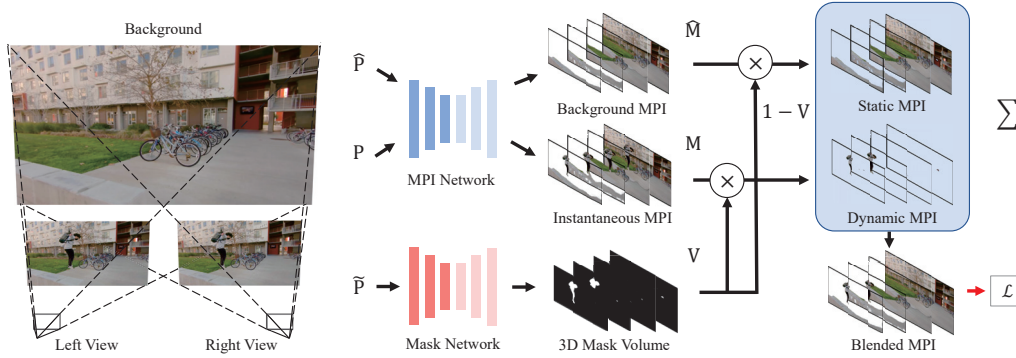 Background
Left View
Right View
P̂
P
MPI Network
P̃
Mask Network
Background MPI
Instantaneous MPI
3D Mask Volume
M̂
M
V
×
×
1 − V
Static MPI
Dynamic MPI
Blended MPI
∑
ℒ